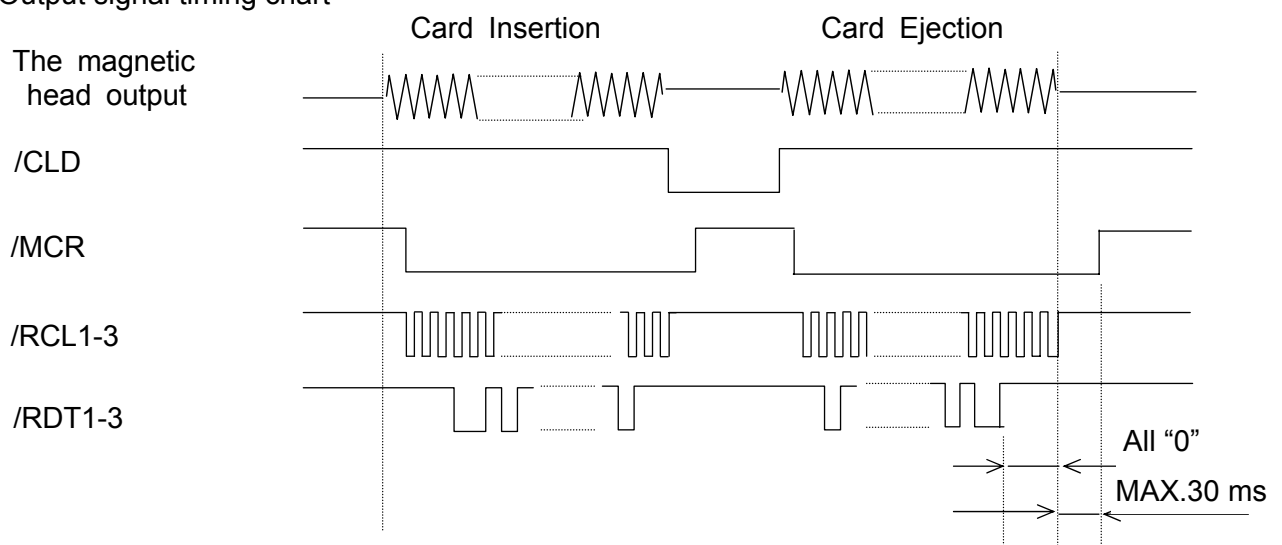 Output signal timing chart
Card Insertion
Card Ejection
The magnetic
head output
/CLD
/MCR
/RCL1-3
/RDT1-3
All “0”
MAX.30 ms